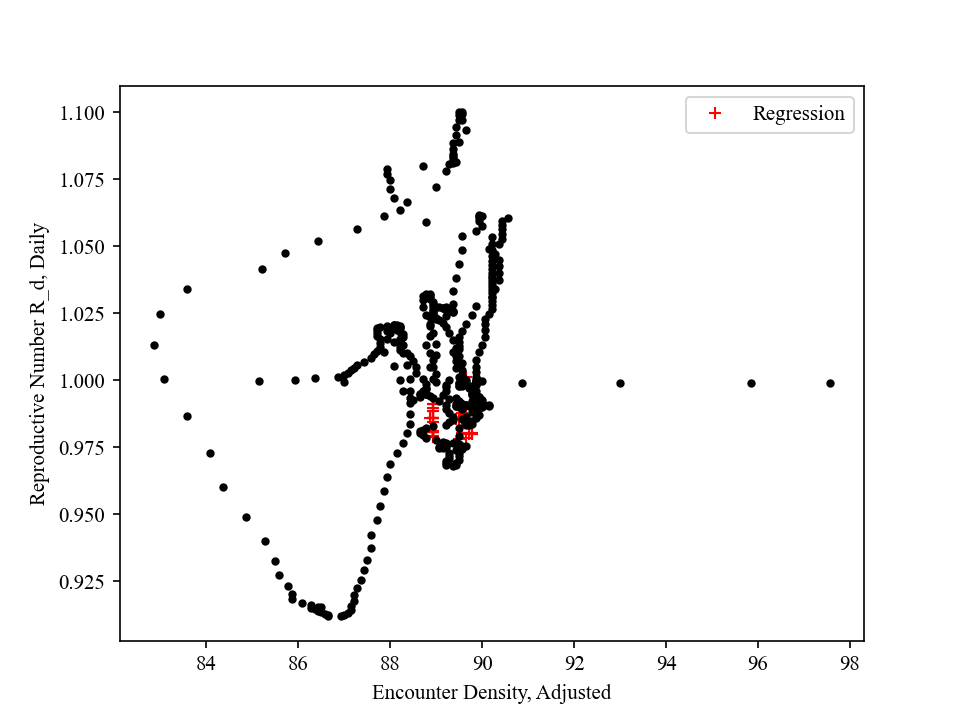 Regression
1.100
1.075
1.050
1.025
1.000
0.975
0.950
0.925
Reproductive Number R_d, Daily
84 86 88 90 92 94 96 98
Encounter Density, Adjusted